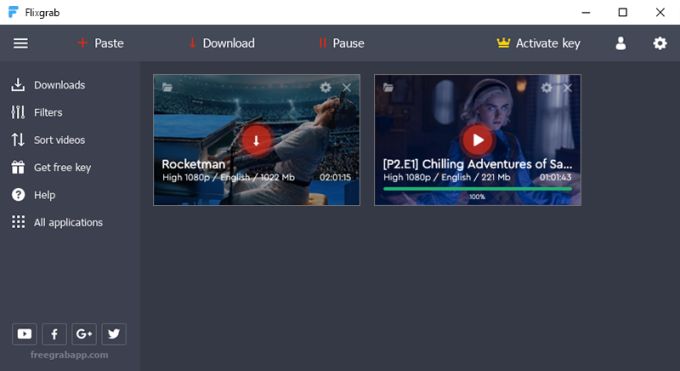 Flixgrab
Paste
Download
Pause
Activate key
Downloads
Filters
Sort videos
Get free key
Help
All applications
Rocketman
High 1080p / English / 1022 Mb 02:01:15
[P2.E1] Chilling Adventures of Sa...
High 1080p / English / 221 Mb 01:01:43
100%
G+
freegrabapp.com